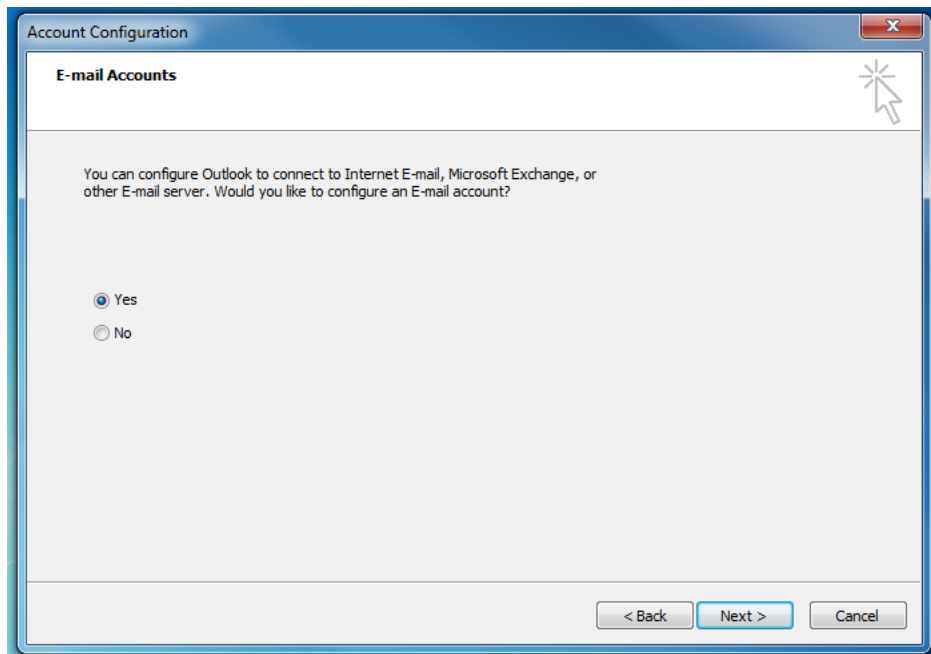 Account Configuration
E-mail Accounts
You can configure Outlook to connect to Internet E-mail, Microsoft Exchange, or
other E-mail server. Would you like to configure an E-mail account?
Yes
No
< Back Next > Cancel